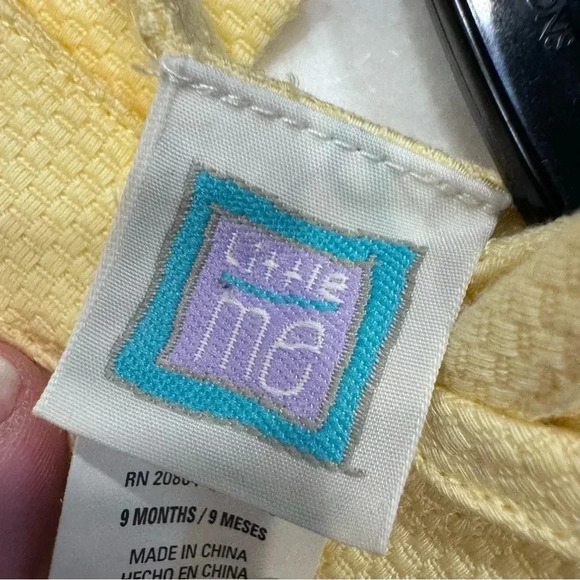 Little
me
RN
9 MONTHS / 9 MESES
MADE IN CHINA
HECHO EN CHINA